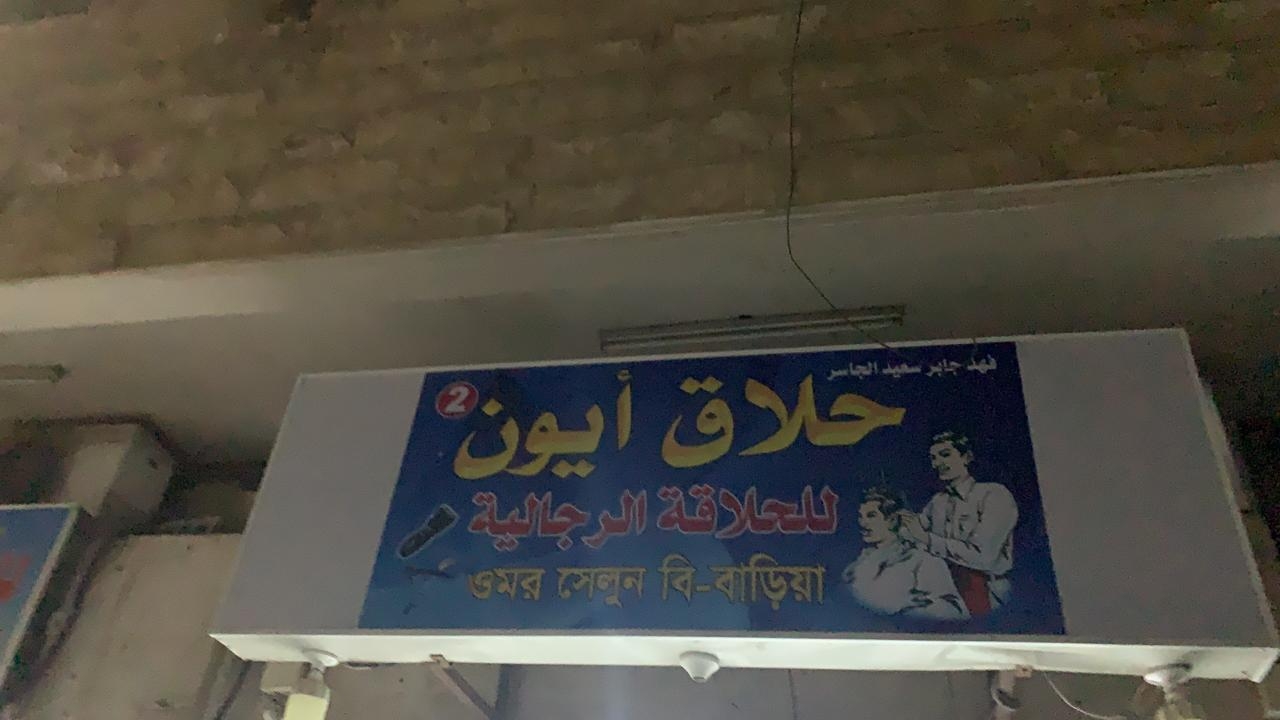 فهد جابر سعيد الجاسر
حلاق أيون 2
للحلاقة الرجالية
ওমর সেলুন বি-বাড়িয়া